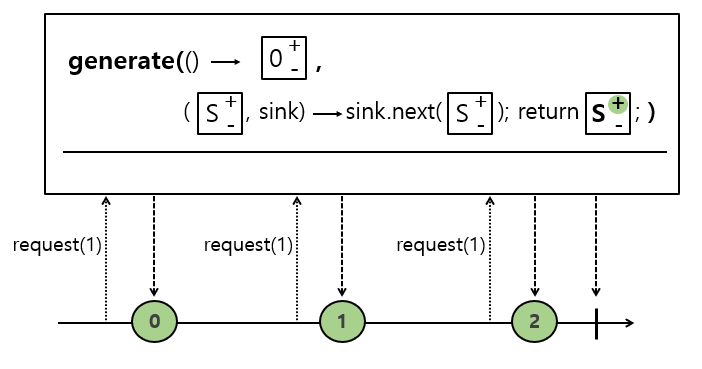 generate(() → 0 + - ,
( S + - , sink) → sink.next( S + - ); return S + - ; )
request(1) request(1) request(1)
0 1 2